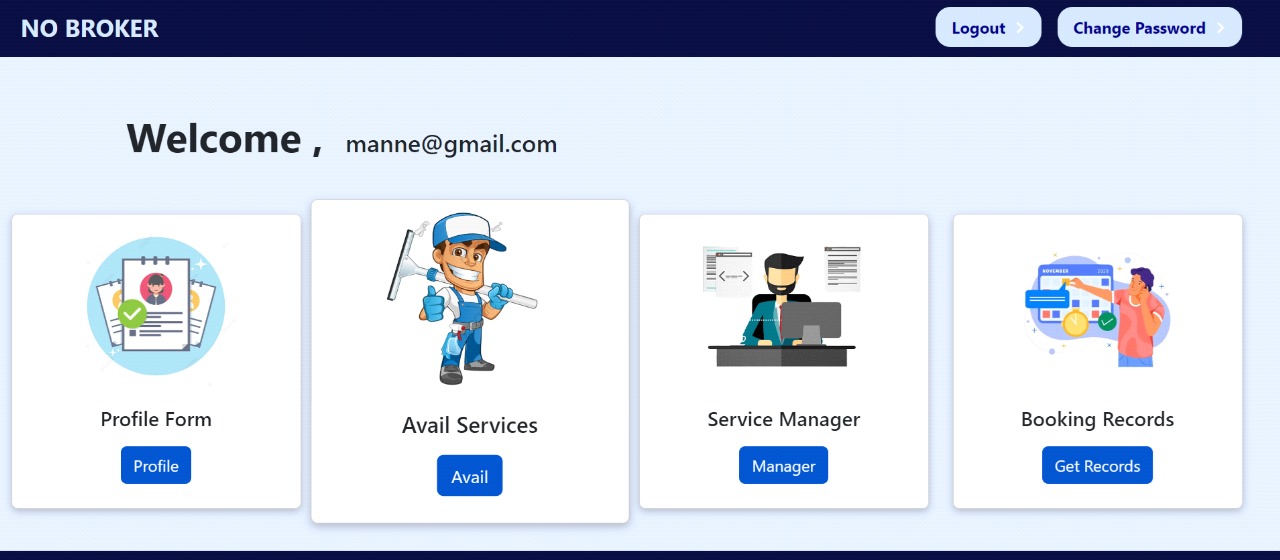 NO BROKER
Logout
Change Password
Welcome , manne@gmail.com
NOVEMBER
Profile Form
Avail Services
Service Manager
Booking Records
Profile
Avail
Manager
Get Records